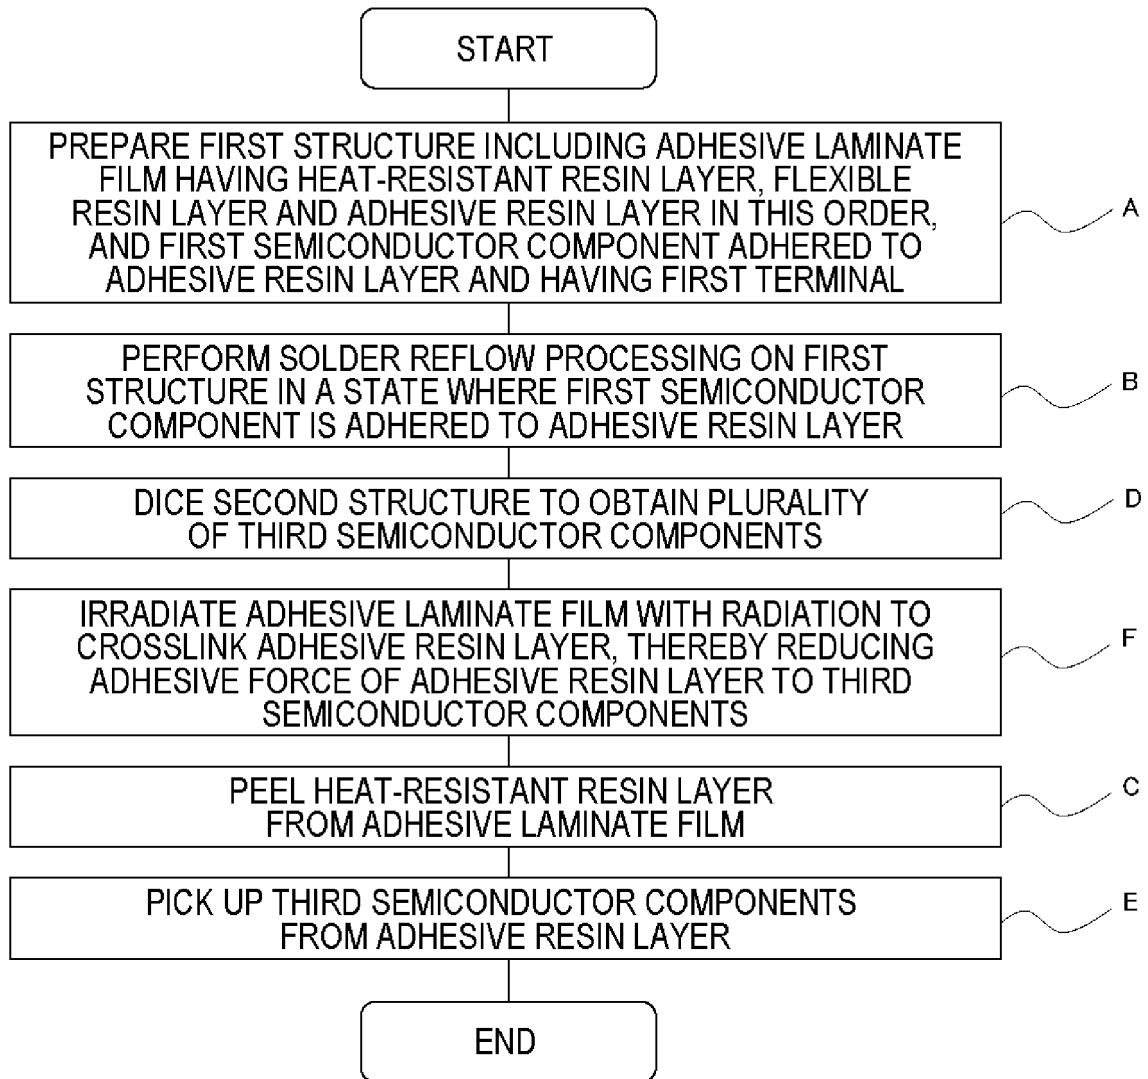 START
PREPARE FIRST STRUCTURE INCLUDING ADHESIVE LAMINATE
FILM HAVING HEAT-RESISTANT RESIN LAYER, FLEXIBLE
RESIN LAYER AND ADHESIVE RESIN LAYER IN THIS ORDER,
AND FIRST SEMICONDUCTOR COMPONENT ADHERED TO
ADHESIVE RESIN LAYER AND HAVING FIRST TERMINAL
A
PERFORM SOLDER REFLOW PROCESSING ON FIRST
STRUCTURE IN A STATE WHERE FIRST SEMICONDUCTOR
COMPONENT IS ADHERED TO ADHESIVE RESIN LAYER
B
DICE SECOND STRUCTURE TO OBTAIN PLURALITY
OF THIRD SEMICONDUCTOR COMPONENTS
D
IRRADIATE ADHESIVE LAMINATE FILM WITH RADIATION TO
CROSSLINK ADHESIVE RESIN LAYER, THEREBY REDUCING
ADHESIVE FORCE OF ADHESIVE RESIN LAYER TO THIRD
SEMICONDUCTOR COMPONENTS
F
PEEL HEAT-RESISTANT RESIN LAYER
FROM ADHESIVE LAMINATE FILM
C
PICK UP THIRD SEMICONDUCTOR COMPONENTS
FROM ADHESIVE RESIN LAYER
E
END